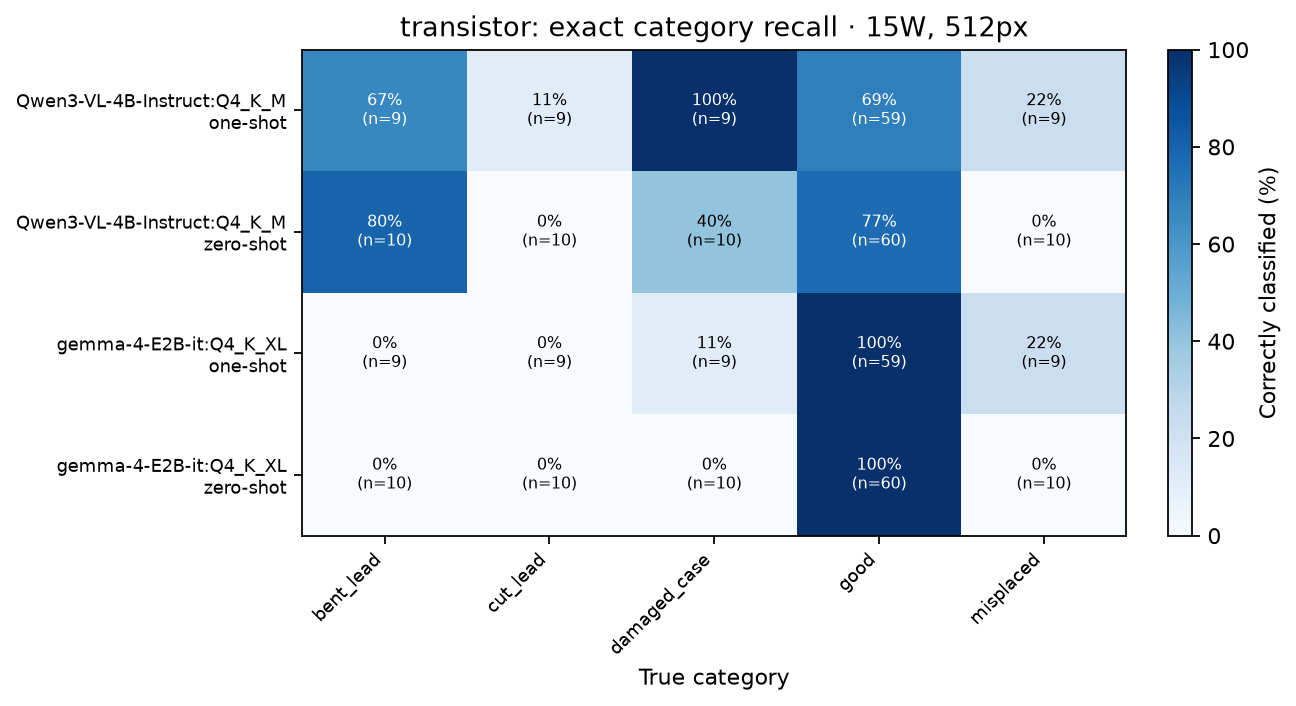 transistor: exact category recall · 15W, 512px
Qwen3-VL-4B-Instruct:Q4_K_M
one-shot
67%
(n=9)
11%
(n=9)
100%
(n=9)
69%
(n=59)
22%
(n=9)
Qwen3-VL-4B-Instruct:Q4_K_M
zero-shot
80%
(n=10)
0%
(n=10)
40%
(n=10)
77%
(n=60)
0%
(n=10)
gemma-4-E2B-it:Q4_K_XL
one-shot
0%
(n=9)
0%
(n=9)
11%
(n=9)
100%
(n=59)
22%
(n=9)
gemma-4-E2B-it:Q4_K_XL
zero-shot
0%
(n=10)
0%
(n=10)
0%
(n=10)
100%
(n=60)
0%
(n=10)
bent_lead
cut_lead
damaged_case
good
misplaced
True category
100
80
60
40
20
0
Correctly classified (%)